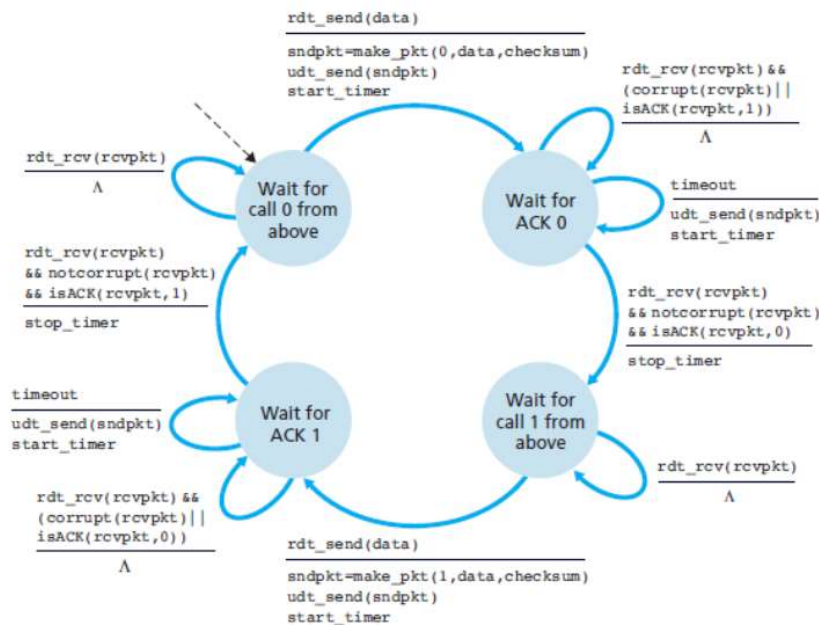 rdt_send(data)
sndpkt=make_pkt(0,data,checksum)
udt_send(sndpkt)
start_timer
rdt_rcv(rcvpkt) &&
(corrupt(rcvpkt)||
isACK(rcvpkt,1))
Λ
rdt_rcv(rcvpkt)
Λ
Wait for
call 0 from
above
Wait for
ACK 0
timeout
udt_send(sndpkt)
start_timer
rdt_rcv(rcvpkt)
&& notcorrupt(rcvpkt)
&& isACK(rcvpkt,1)
stop_timer
rdt_rcv(rcvpkt)
&& notcorrupt(rcvpkt)
&& isACK(rcvpkt,0)
stop_timer
timeout
udt_send(sndpkt)
start_timer
Wait for
ACK 1
Wait for
call 1 from
above
rdt_rcv(rcvpkt)
Λ
rdt_rcv(rcvpkt) &&
(corrupt(rcvpkt)||
isACK(rcvpkt,0))
Λ
rdt_send(data)
sndpkt=make_pkt(1,data,checksum)
udt_send(sndpkt)
start_timer